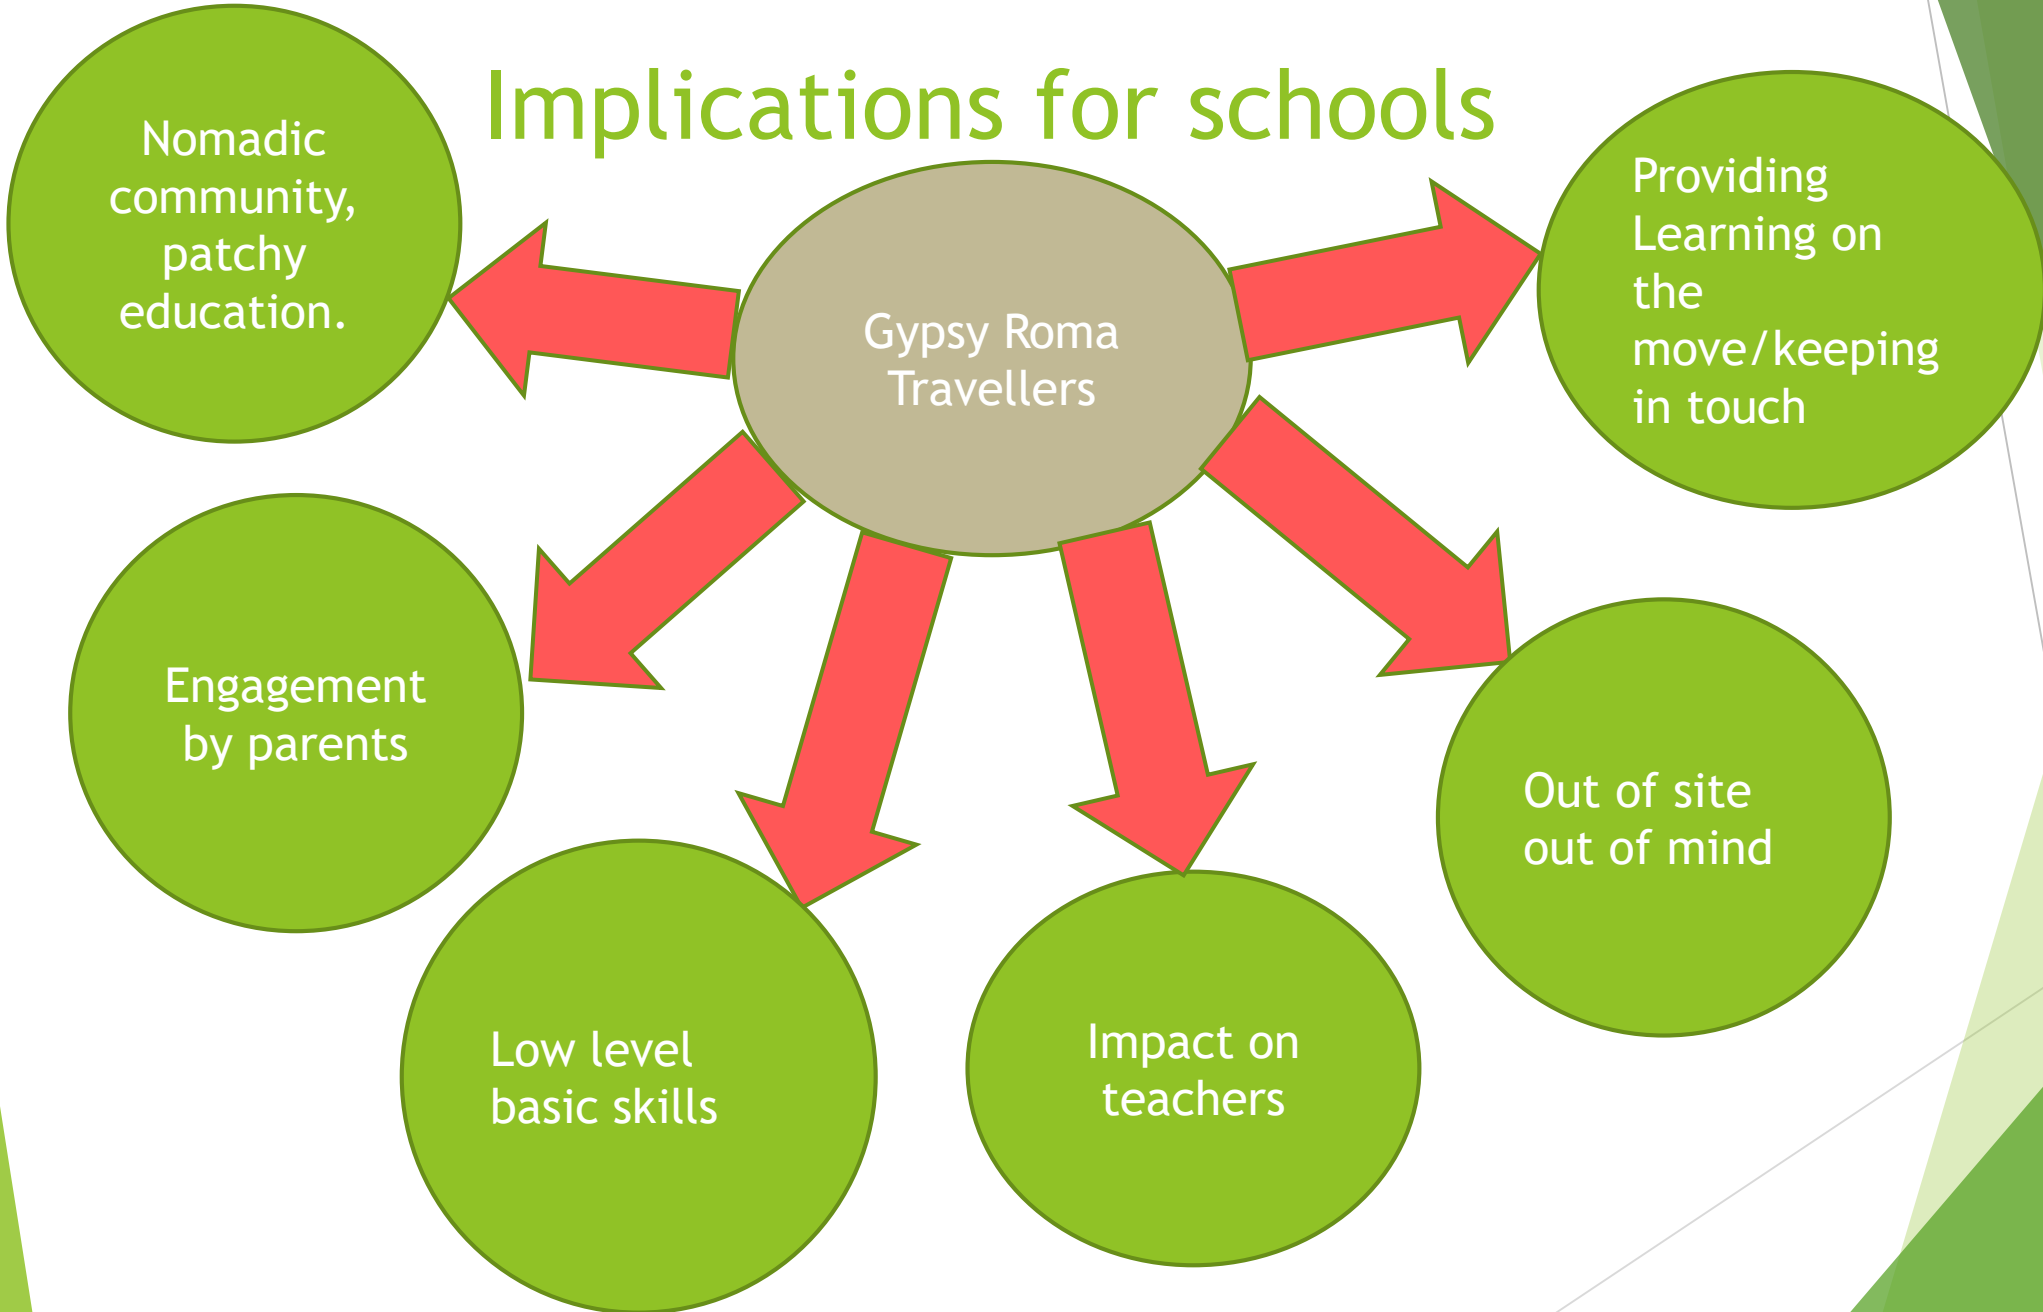 Implications for schools
Nomadic
community,
patchy
education.
Gypsy Roma
Travellers
Providing
Learning on
the
move/keeping
in touch
Engagement
by parents
Out of site
out of mind
Low level
basic skills
Impact on
teachers